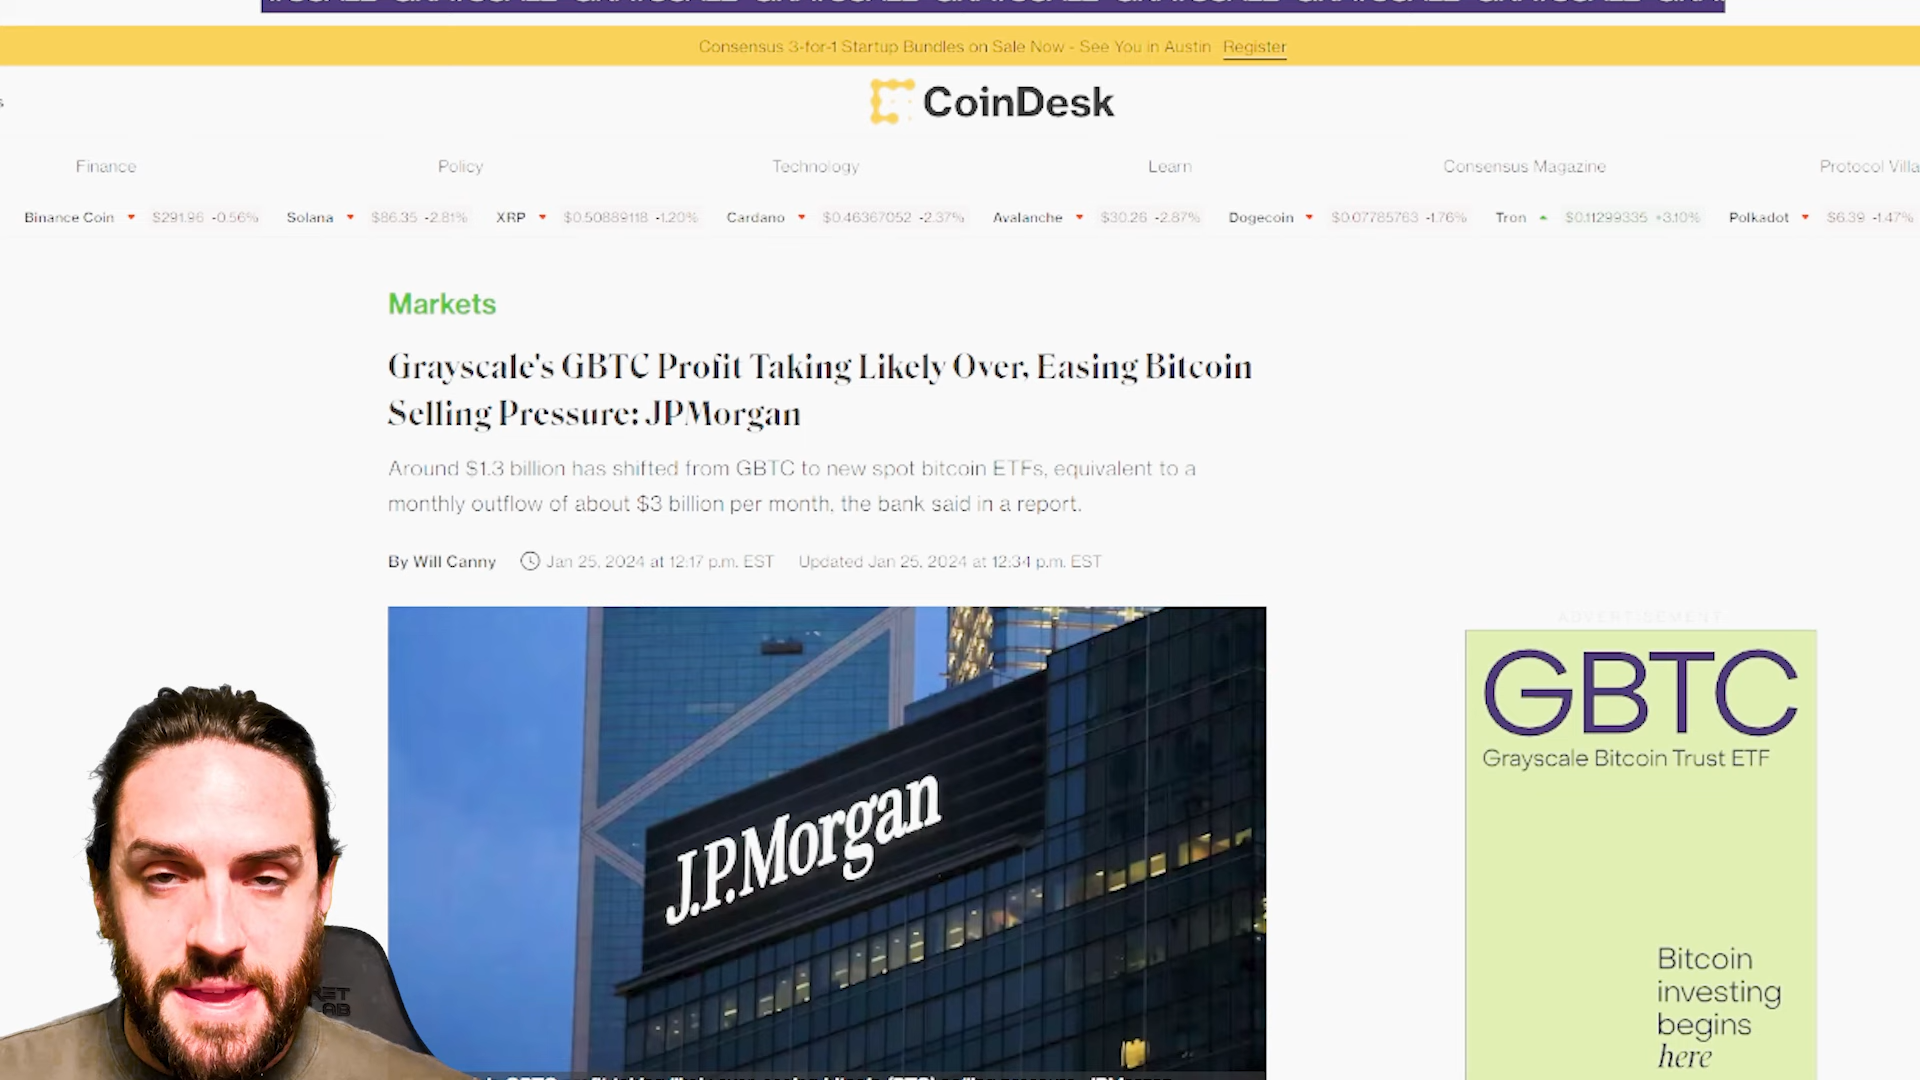 Consensus 3-for-1 Startup Bundles on Sale Now - See You in Austin Register
CoinDesk
Finance Policy Technology Learn Consensus Magazine Protocol Villa
Binance Coin $291.96 -0.56% Solana $86.35 -2.81% XRP $0.50889118 -1.20% Cardano $0.46367052 -2.37% Avalanche $30.26 -2.87% Dogecoin $0.07785763 -1.76% Tron $0.11299335 +3.10% Polkadot $6.39 -1.47%
Markets
Grayscale's GBTC Profit Taking Likely Over, Easing Bitcoin
Selling Pressure: JPMorgan
Around $1.3 billion has shifted from GBTC to new spot bitcoin ETFs, equivalent to a
monthly outflow of about $3 billion per month, the bank said in a report.
By Will Canny Jan 25, 2024 at 12:17 p.m. EST Updated Jan 25, 2024 at 12:34 p.m. EST
J.P.Morgan
ADVERTISEMENT
GBTC
Grayscale Bitcoin Trust ETF
Bitcoin
investing
begins
here